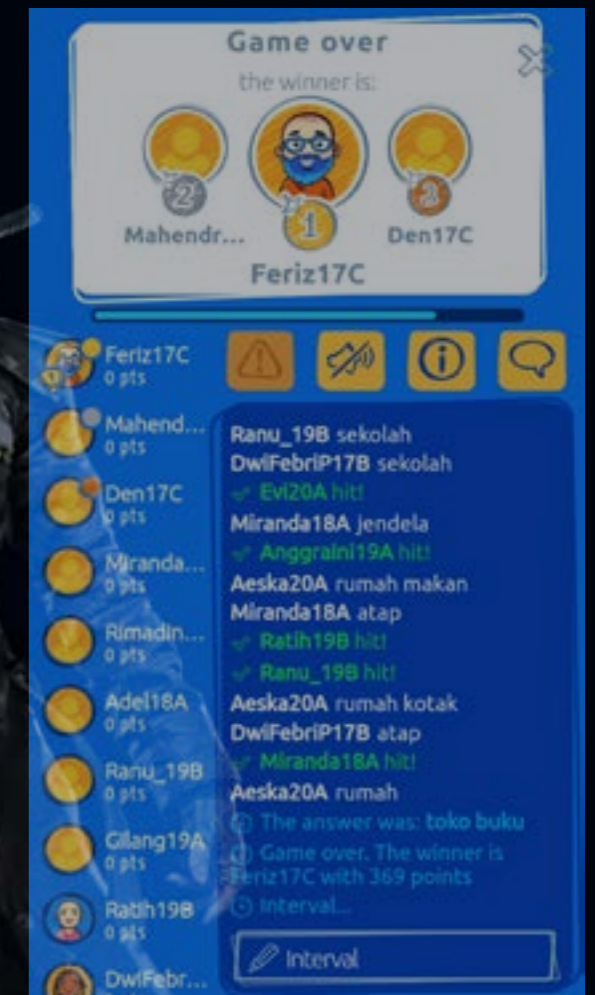 Game over
the winner is:
2
1
3
Mahendr...
Den17C
Feriz17C
Feriz17C
0 pts
Mahend...
0 pts
Den17C
0 pts
Miranda...
0 pts
Rimadin...
0 pts
Adel18A
0 pts
Ranu_19B
0 pts
Gilang19A
0 pts
Ratih19B
0 pts
DwiFebr...
Ranu_19B sekolah
DwiFebriP17B sekolah
Evi20A hit!
Miranda18A jendela
Anggraini19A hit!
Aeska20A rumah makan
Miranda18A atap
Ratih19B hit!
Ranu_19B hit!
Aeska20A rumah kotak
DwiFebriP17B atap
Miranda18A hit!
Aeska20A rumah
The answer was: toko buku
Game over. The winner is
Feriz17C with 369 points
Interval...
Interval